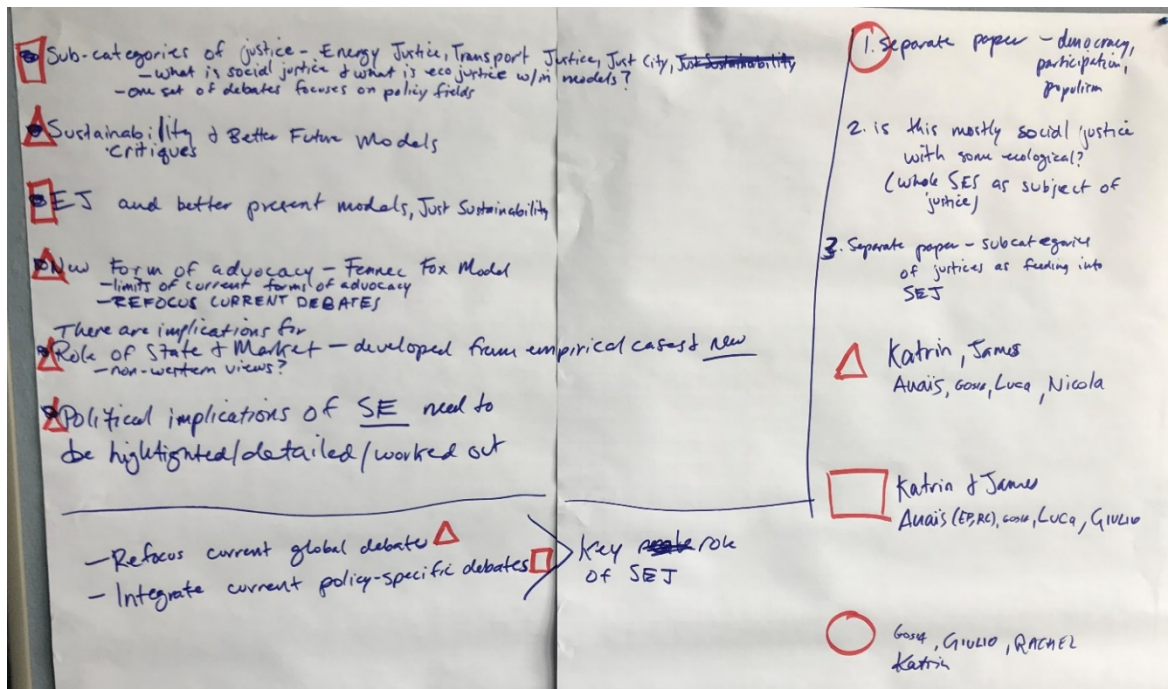 Sub-categories of justice - Energy Justice, Transport Justice, Just City, Just Sustainability
- what is social justice & what is eco justice w/in models?
- one set of debates focuses on policy fields
Sustainability & Better Future Models
critiques
EJ and better present models, Just Sustainability
New Form of advocacy - Fennec Fox Model
- limits of current forms of advocacy
- REFOCUS CURRENT DEBATES
There are implications for
Role of State & Market - developed from empirical cases & new
- non-western views?
Political implications of SE need to
be highlighted/detailed/worked out
- Refocus current global debate
- Integrate current policy-specific debates
Key role
of SEJ
1. Separate paper - democracy,
participation,
populism
2. is this mostly social justice
with some ecological?
(whole SES as subject of
justice)
3. Separate paper - subcategories
of justices as feeding into
SEJ
Katrin, James
Anaïs, Gosia, Luca, Nicola
Katrin & James
Anaïs (EP, RC), Gosia, Luca, GIULIO
Gosia, GIULIO, RACHEL
Katrin